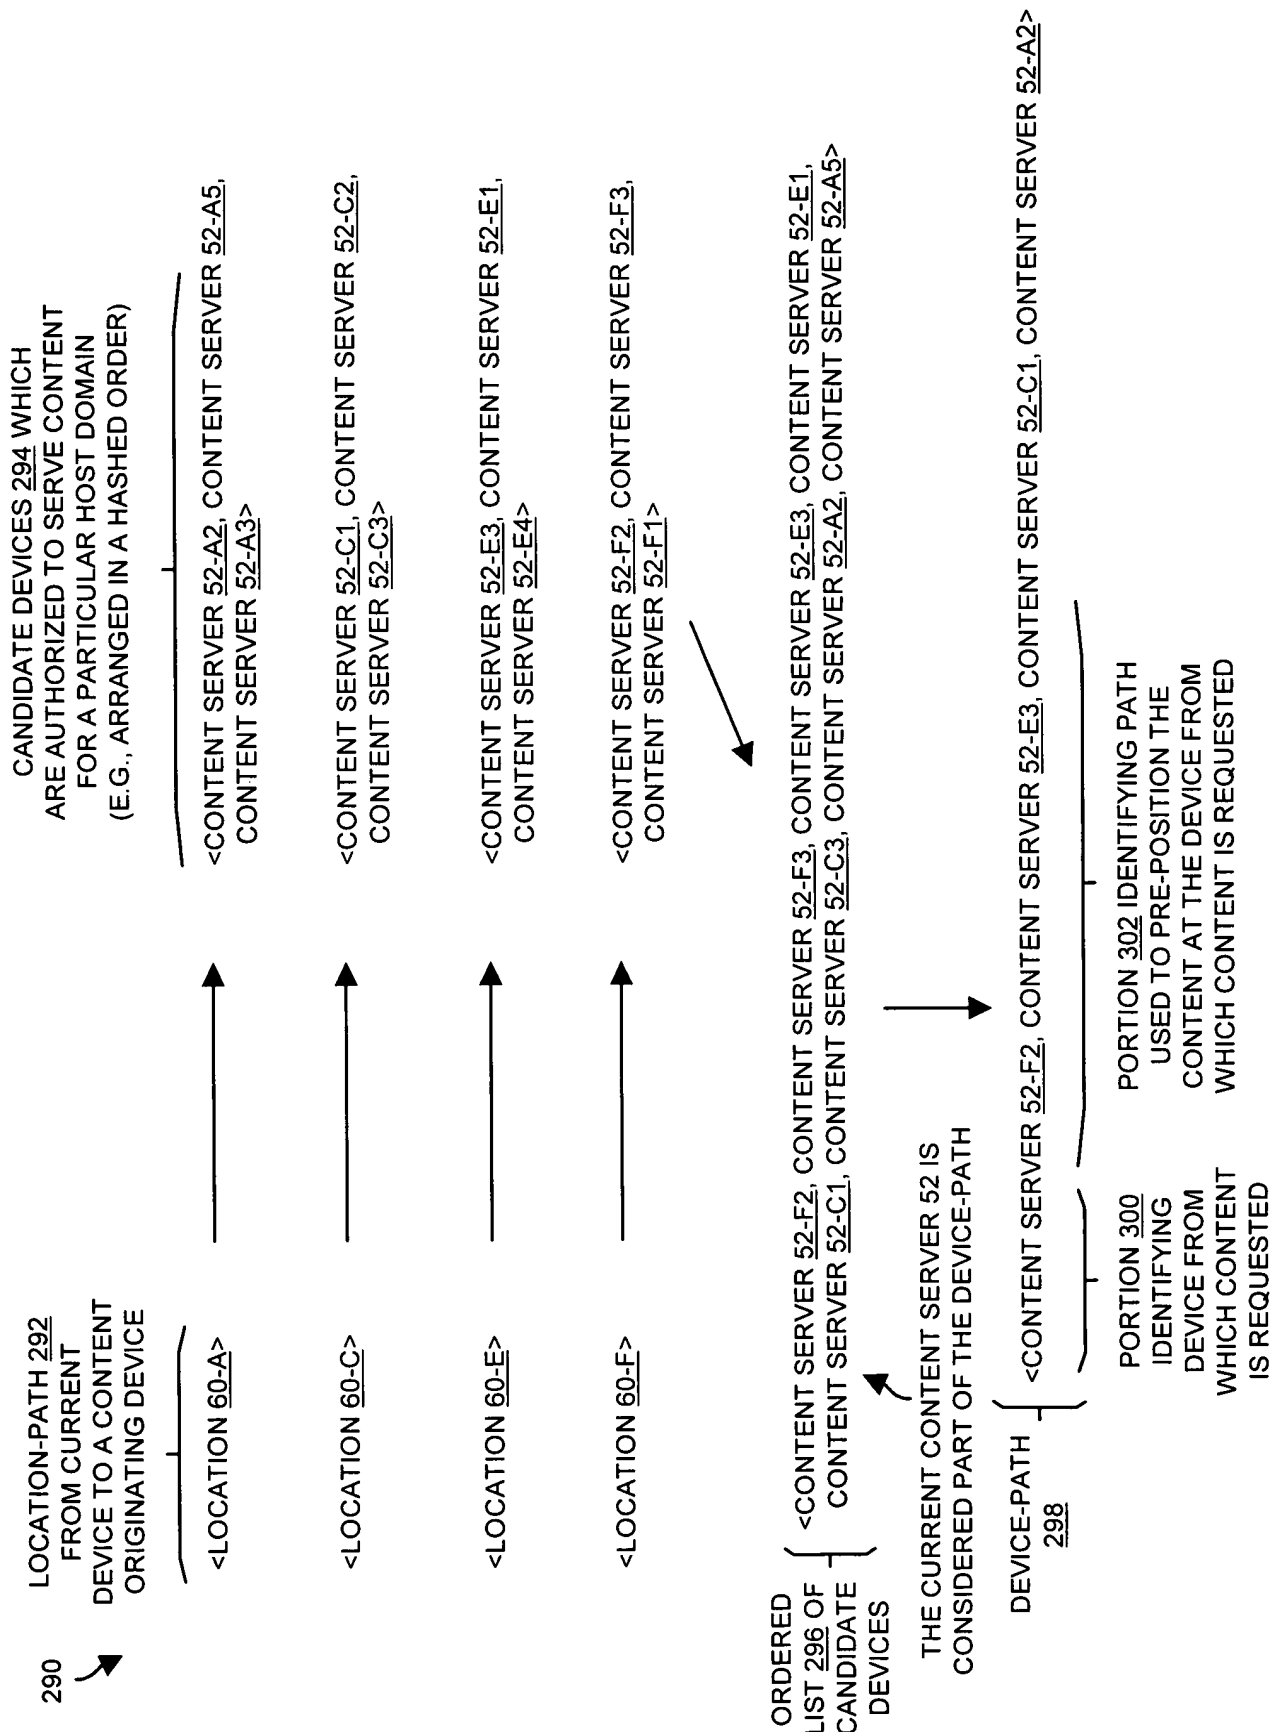 290
LOCATION-PATH 292
FROM CURRENT
DEVICE TO A CONTENT
ORIGINATING DEVICE
CANDIDATE DEVICES 294 WHICH
ARE AUTHORIZED TO SERVE CONTENT
FOR A PARTICULAR HOST DOMAIN
(E.G., ARRANGED IN A HASHED ORDER)
<LOCATION 60-A>
<CONTENT SERVER 52-A2, CONTENT SERVER 52-A5,
CONTENT SERVER 52-A3>
<LOCATION 60-C>
<CONTENT SERVER 52-C1, CONTENT SERVER 52-C2,
CONTENT SERVER 52-C3>
<LOCATION 60-E>
<CONTENT SERVER 52-E3, CONTENT SERVER 52-E1,
CONTENT SERVER 52-E4>
<LOCATION 60-F>
<CONTENT SERVER 52-F2, CONTENT SERVER 52-F3,
CONTENT SERVER 52-F1>
ORDERED
LIST 296 OF
CANDIDATE
DEVICES
<CONTENT SERVER 52-F2, CONTENT SERVER 52-F3, CONTENT SERVER 52-E3, CONTENT SERVER 52-E1,
CONTENT SERVER 52-C1, CONTENT SERVER 52-C3, CONTENT SERVER 52-A2, CONTENT SERVER 52-A5>
THE CURRENT CONTENT SERVER 52 IS
CONSIDERED PART OF THE DEVICE-PATH
DEVICE-PATH
298
<CONTENT SERVER 52-F2, CONTENT SERVER 52-E3, CONTENT SERVER 52-C1, CONTENT SERVER 52-A2>
PORTION 300
IDENTIFYING
DEVICE FROM
WHICH CONTENT
IS REQUESTED
PORTION 302 IDENTIFYING PATH
USED TO PRE-POSITION THE
CONTENT AT THE DEVICE FROM
WHICH CONTENT IS REQUESTED